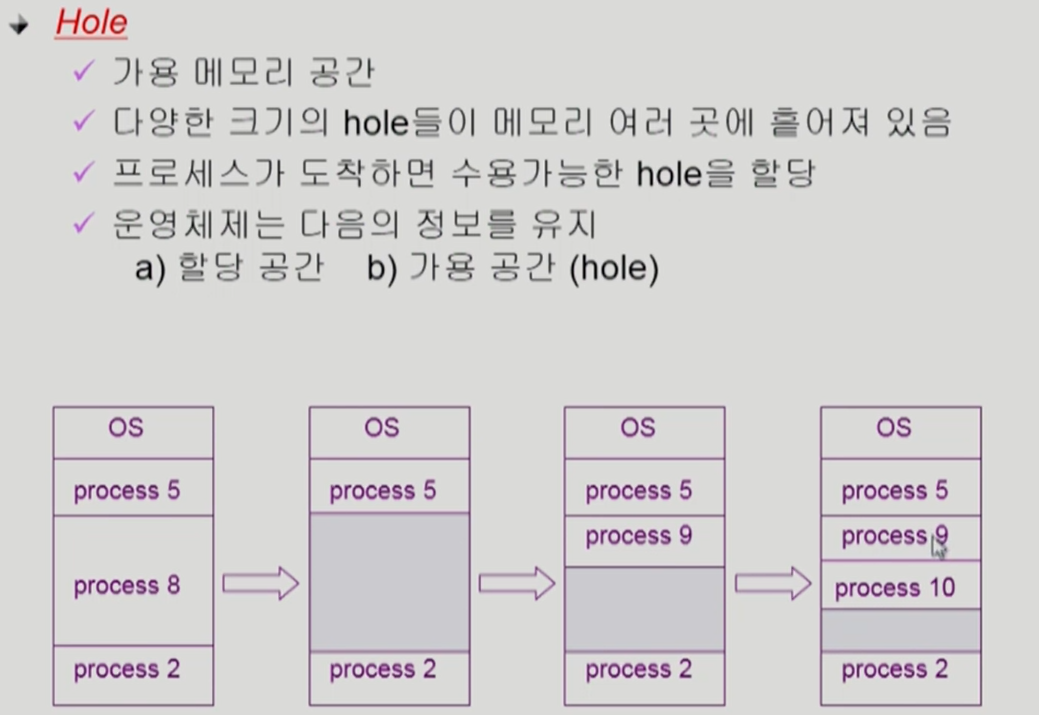 Hole
가용 메모리 공간
다양한 크기의 hole들이 메모리 여러 곳에 흩어져 있음
프로세스가 도착하면 수용가능한 hole을 할당
운영체제는 다음의 정보를 유지
a) 할당 공간 b) 가용 공간 (hole)
OS
process 5
process 8
process 2
OS
process 5
process 2
OS
process 5
process 9
process 2
OS
process 5
process 9
process 10
process 2